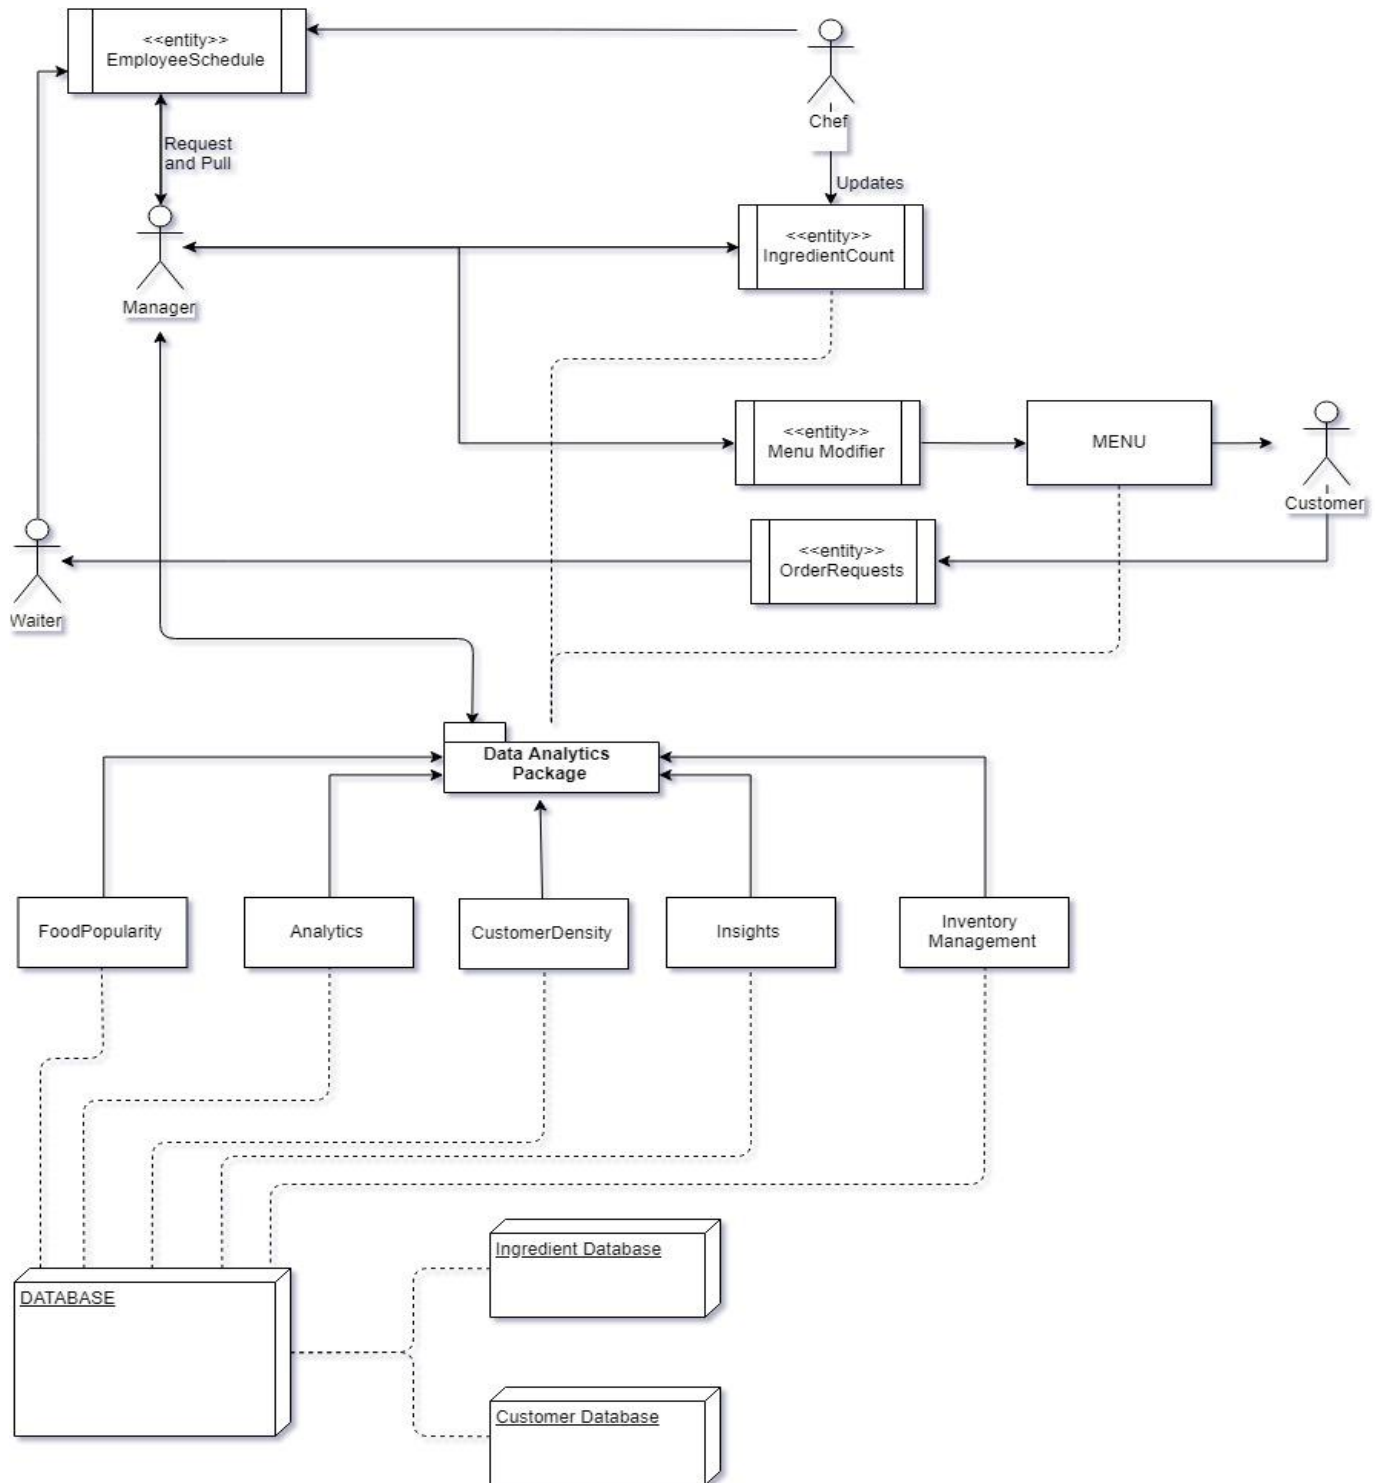 <<entity>>
EmployeeSchedule
Chef
Request
and Pull
Updates
<<entity>>
IngredientCount
Manager
<<entity>>
Menu Modifier
MENU
Customer
<<entity>>
OrderRequests
Waiter
Data Analytics
Package
FoodPopularity
Analytics
CustomerDensity
Insights
Inventory
Management
Ingredient Database
DATABASE
Customer Database